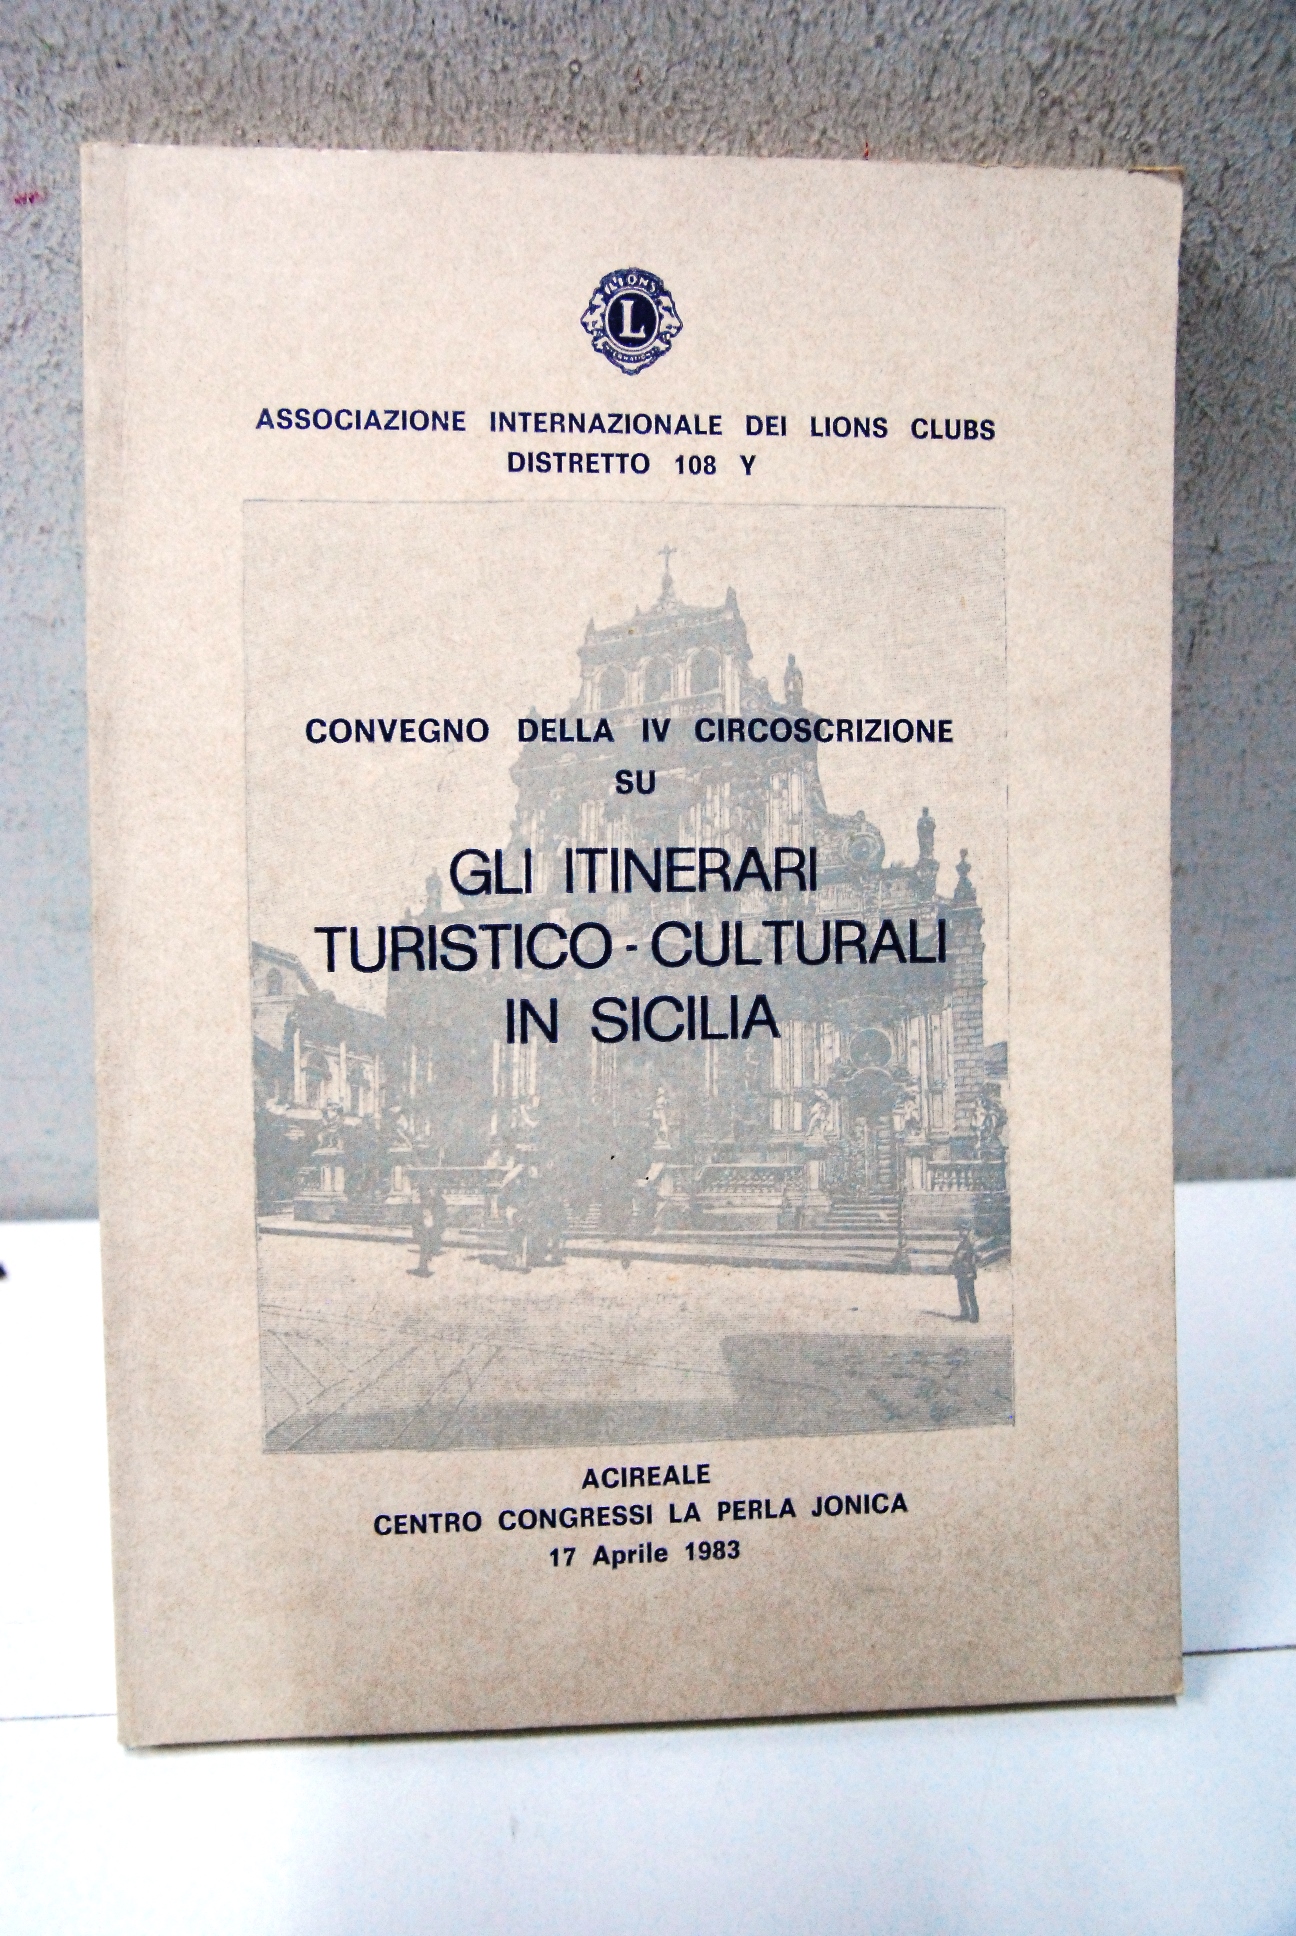 LIONS
L
INTERNATIONAL
ASSOCIAZIONE INTERNAZIONALE DEI LIONS CLUBS
DISTRETTO 108 Y
CONVEGNO DELLA IV CIRCOSCRIZIONE
SU
GLI ITINERARI
TURISTICO - CULTURALI
IN SICILIA
ACIREALE
CENTRO CONGRESSI LA PERLA JONICA
17 Aprile 1983